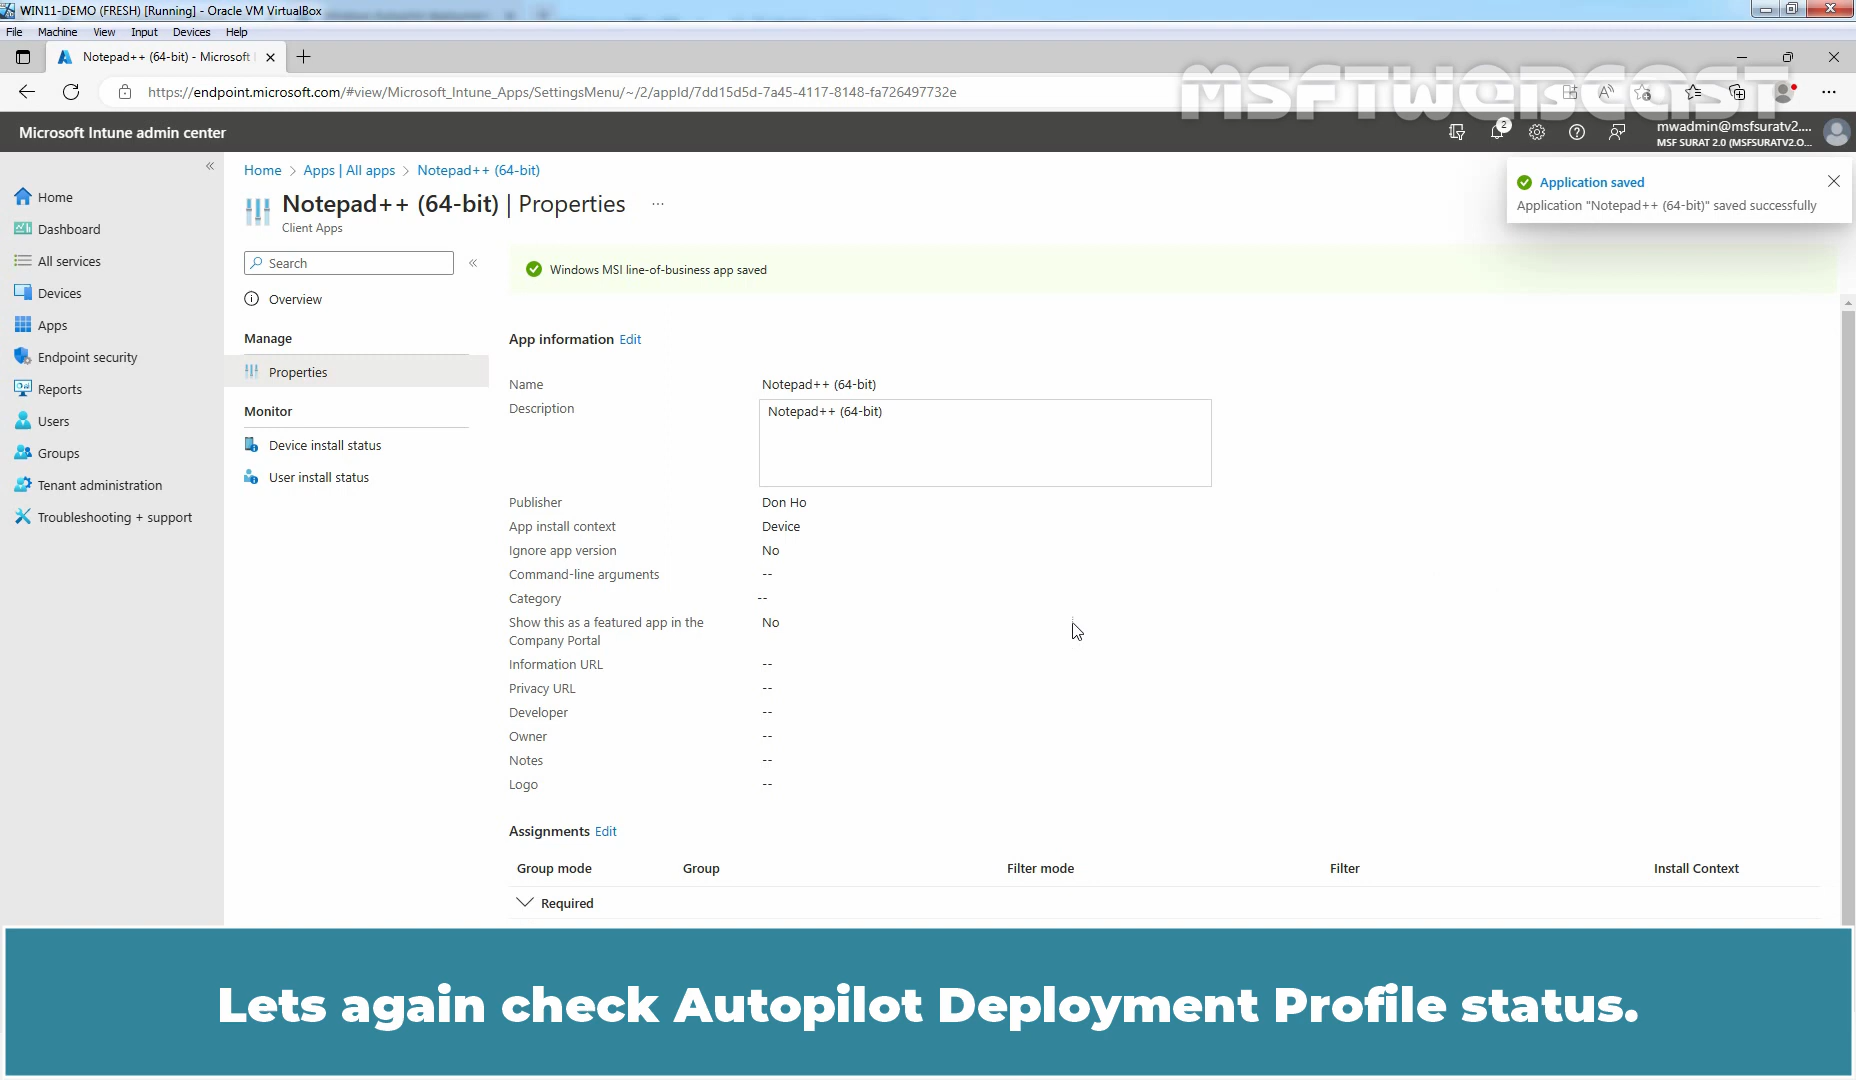 WIN11-DEMO (FRESH) [Running] - Oracle VM VirtualBox
File Machine View Input Devices Help
Notepad++ (64-bit) - Microsoft
https://endpoint.microsoft.com/#view/Microsoft_Intune_Apps/SettingsMenu/~/2/appId/7dd15d5d-7a45-4117-8148-fa726497732e
MSFTWEBCAST
Microsoft Intune admin center
2
mwadmin@msfsuratv2....
MSF SURAT 2.0 (MSFSURATV2.O...
Home
Dashboard
All services
Devices
Apps
Endpoint security
Reports
Users
Groups
Tenant administration
Troubleshooting + support
Home > Apps | All apps > Notepad++ (64-bit)
Notepad++ (64-bit) | Properties ...
Client Apps
Application saved
Application "Notepad++ (64-bit)" saved successfully
Search
Overview
Manage
Properties
Monitor
Device install status
User install status
Windows MSI line-of-business app saved
App information Edit
Name Notepad++ (64-bit)
Description Notepad++ (64-bit)
Publisher Don Ho
App install context Device
Ignore app version No
Command-line arguments --
Category --
Show this as a featured app in the No
Company Portal
Information URL --
Privacy URL --
Developer --
Owner --
Notes --
Logo --
Assignments Edit
Group mode Group Filter mode Filter Install Context
Required
Lets again check Autopilot Deployment Profile status.